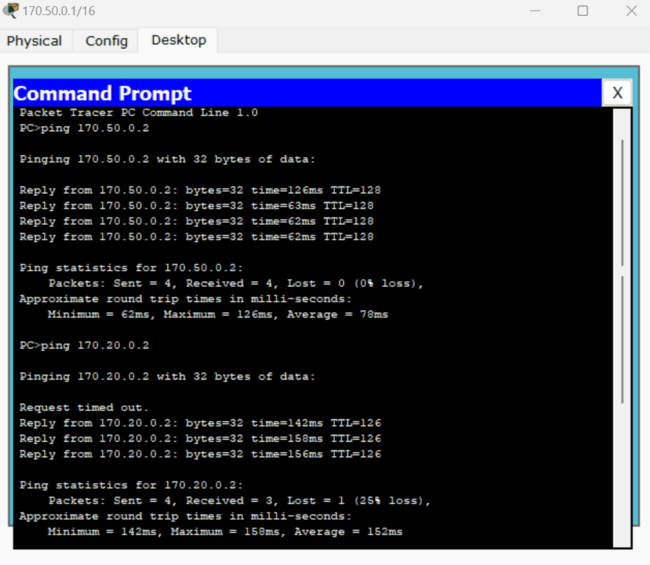 170.50.0.1/16
Physical Config Desktop
Command Prompt X
Packet Tracer PC Command Line 1.0
PC>ping 170.50.0.2
Pinging 170.50.0.2 with 32 bytes of data:
Reply from 170.50.0.2: bytes=32 time=126ms TTL=128
Reply from 170.50.0.2: bytes=32 time=63ms TTL=128
Reply from 170.50.0.2: bytes=32 time=62ms TTL=128
Reply from 170.50.0.2: bytes=32 time=62ms TTL=128
Ping statistics for 170.50.0.2:
Packets: Sent = 4, Received = 4, Lost = 0 (0% loss),
Approximate round trip times in milli-seconds:
Minimum = 62ms, Maximum = 126ms, Average = 78ms
PC>ping 170.20.0.2
Pinging 170.20.0.2 with 32 bytes of data:
Request timed out.
Reply from 170.20.0.2: bytes=32 time=142ms TTL=126
Reply from 170.20.0.2: bytes=32 time=158ms TTL=126
Reply from 170.20.0.2: bytes=32 time=156ms TTL=126
Ping statistics for 170.20.0.2:
Packets: Sent = 4, Received = 3, Lost = 1 (25% loss),
Approximate round trip times in milli-seconds:
Minimum = 142ms, Maximum = 158ms, Average = 152ms